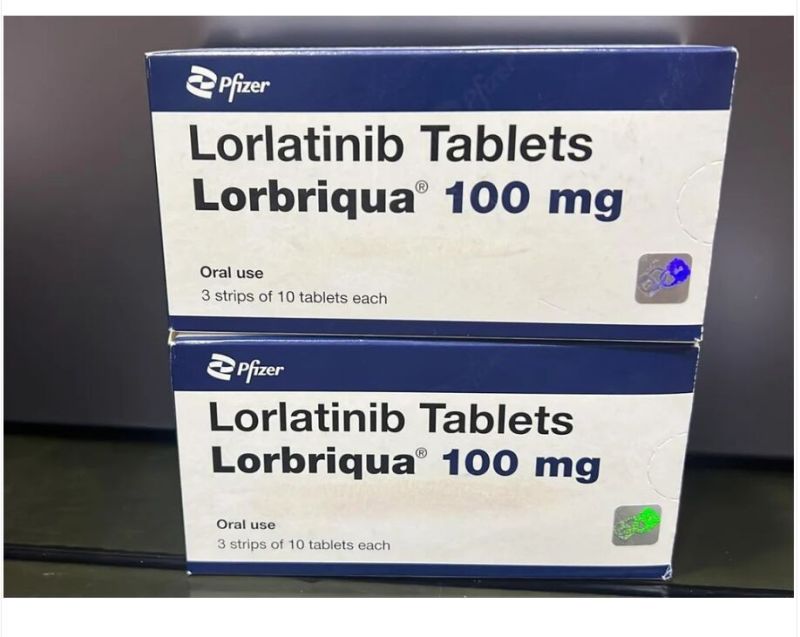 Pfizer
Lorlatinib Tablets
Lorbriqua® 100 mg
Oral use
3 strips of 10 tablets each
Pfizer
Lorlatinib Tablets
Lorbriqua® 100 mg
Oral use
3 strips of 10 tablets each